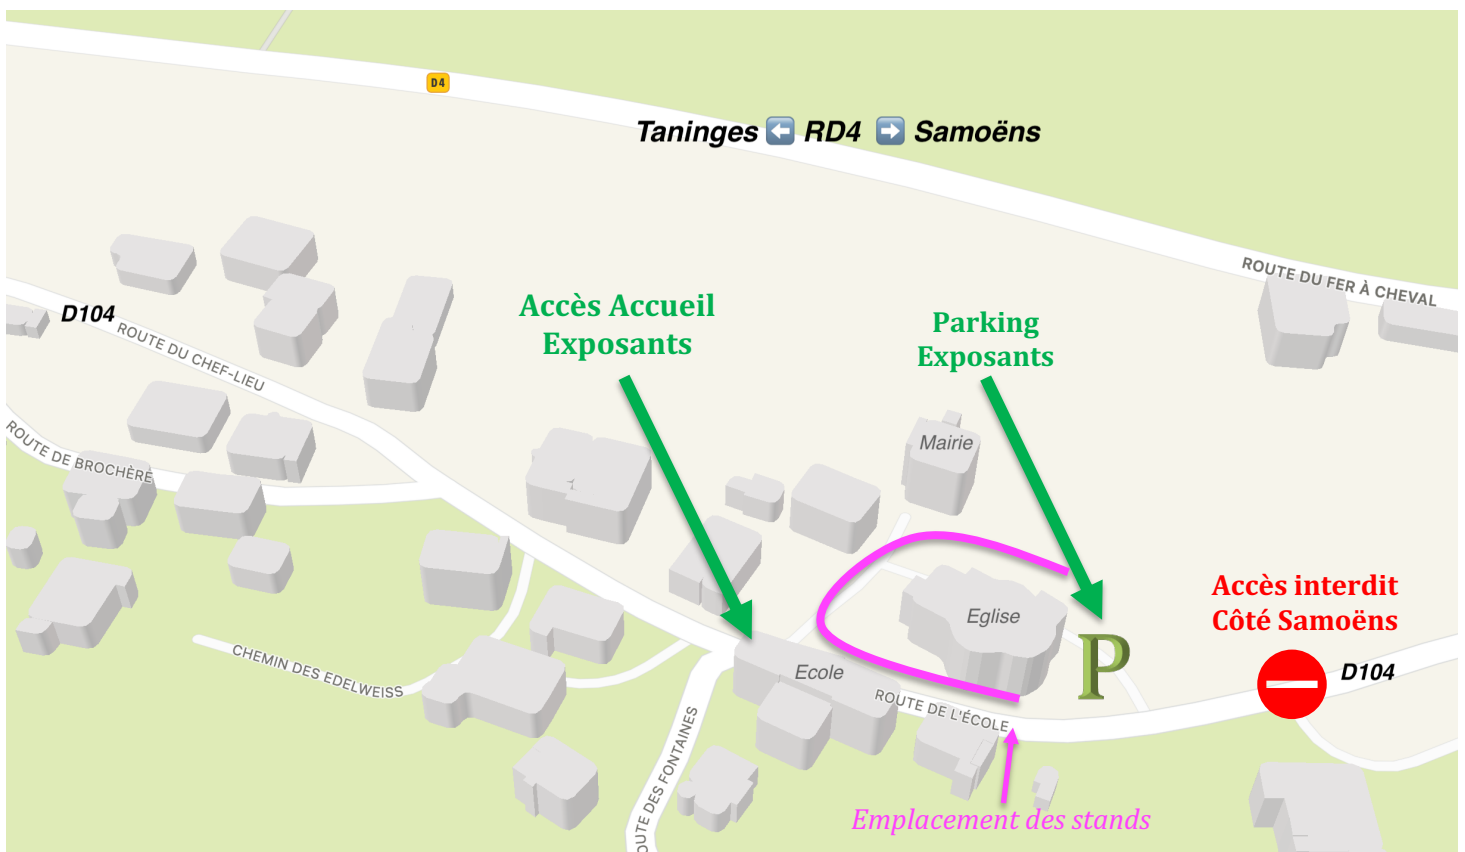 D4
Taninges ⬅ RD4 ➡ Samoëns
ROUTE DU FER À CHEVAL
D104
ROUTE DU CHEF-LIEU
Accès Accueil
Exposants
Parking
Exposants
ROUTE DE BROCHÈRE
Mairie
Eglise
Accès interdit
Côté Samoëns
D104
P
CHEMIN DES EDELWEISS
Ecole
ROUTE DE L'ÉCOLE
OUTE DES FONTAINES
Emplacement des stands